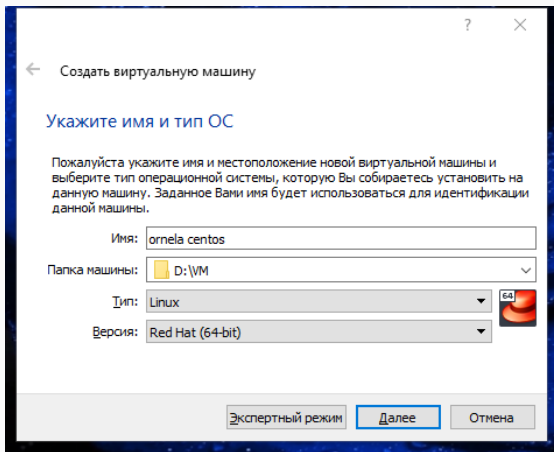 ?
Создать виртуальную машину
Укажите имя и тип ОС
Пожалуйста укажите имя и местоположение новой виртуальной машины и
выберите тип операционной системы, которую Вы собираетесь установить на
данную машину. Заданное Вами имя будет использоваться для идентификации
данной машины.
Имя: ornela centos
Папка машины: D:\VM
Тип: Linux
64
Версия: Red Hat (64-bit)
Экспертный режим Далее Отмена